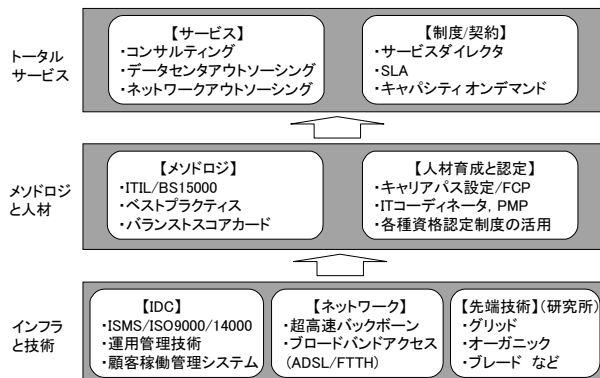 トータル
サービス
【サービス】
・コンサルティング
・データセンタアウトソーシング
・ネットワークアウトソーシング
【制度/契約】
・サービスダイレクタ
・SLA
・キャパシティオンデマンド
メソドロジ
と人材
【メソドロジ】
・ITIL/BS15000
・ベストプラクティス
・バランストスコアカード
【人材育成と認定】
・キャリアパス設定/FCP
・ITコーディネータ, PMP
・各種資格認定制度の活用
インフラ
と技術
【IDC】
・ISMS/ISO9000/14000
・運用管理技術
・顧客稼働管理システム
【ネットワーク】
・超高速バックボーン
・ブロードバンドアクセス
(ADSL/FTTH)
【先端技術】(研究所)
・グリッド
・オーガニック
・ブレード など